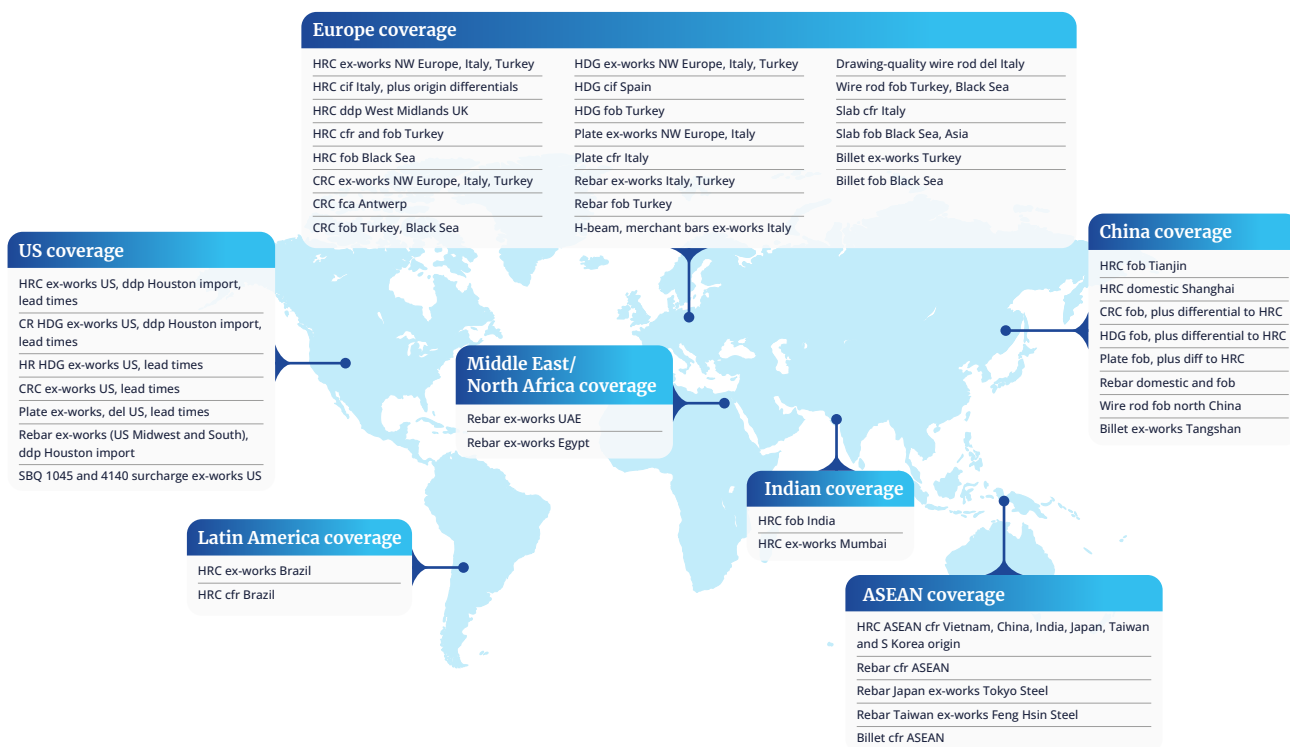 Europe coverage
HRC ex-works NW Europe, Italy, Turkey
HRC cif Italy, plus origin differentials
HRC ddp West Midlands UK
HRC cfr and fob Turkey
HRC fob Black Sea
CRC ex-works NW Europe, Italy, Turkey
CRC fca Antwerp
CRC fob Turkey, Black Sea
HDG ex-works NW Europe, Italy, Turkey
HDG cif Spain
HDG fob Turkey
Plate ex-works NW Europe, Italy
Plate cfr Italy
Rebar ex-works Italy, Turkey
Rebar fob Turkey
H-beam, merchant bars ex-works Italy
Drawing-quality wire rod del Italy
Wire rod fob Turkey, Black Sea
Slab cfr Italy
Slab fob Black Sea, Asia
Billet ex-works Turkey
Billet fob Black Sea
US coverage
HRC ex-works US, ddp Houston import,
lead times
CR HDG ex-works US, ddp Houston import,
lead times
HR HDG ex-works US, lead times
CRC ex-works US, lead times
Plate ex-works, del US, lead times
Rebar ex-works (US Midwest and South),
ddp Houston import
SBQ 1045 and 4140 surcharge ex-works US
China coverage
HRC fob Tianjin
HRC domestic Shanghai
CRC fob, plus differential to HRC
HDG fob, plus differential to HRC
Plate fob, plus diff to HRC
Rebar domestic and fob
Wire rod fob north China
Billet ex-works Tangshan
Middle East/
North Africa coverage
Rebar ex-works UAE
Rebar ex-works Egypt
Indian coverage
HRC fob India
HRC ex-works Mumbai
Latin America coverage
HRC ex-works Brazil
HRC cfr Brazil
ASEAN coverage
HRC ASEAN cfr Vietnam, China, India, Japan, Taiwan
and S Korea origin
Rebar cfr ASEAN
Rebar Japan ex-works Tokyo Steel
Rebar Taiwan ex-works Feng Hsin Steel
Billet cfr ASEAN